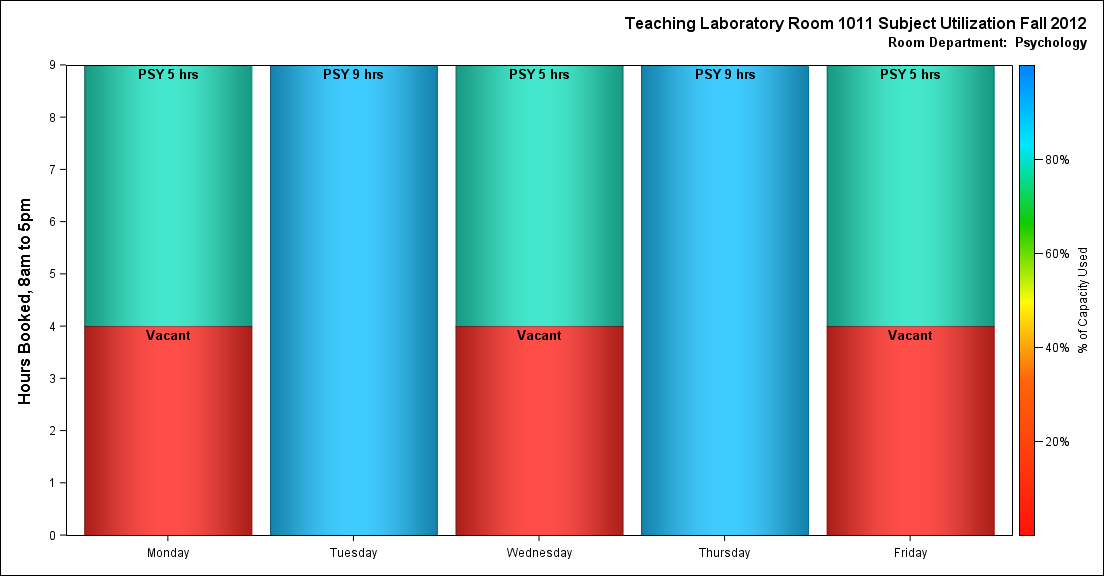 Teaching Laboratory Room 1011 Subject Utilization Fall 2012
Room Department: Psychology
Hours Booked, 8am to 5pm
9
8
7
6
5
4
3
2
1
0
PSY 5 hrs
PSY 9 hrs
PSY 5 hrs
PSY 9 hrs
PSY 5 hrs
Vacant
Vacant
Vacant
Monday
Tuesday
Wednesday
Thursday
Friday
80%
60%
40%
20%
% of Capacity Used